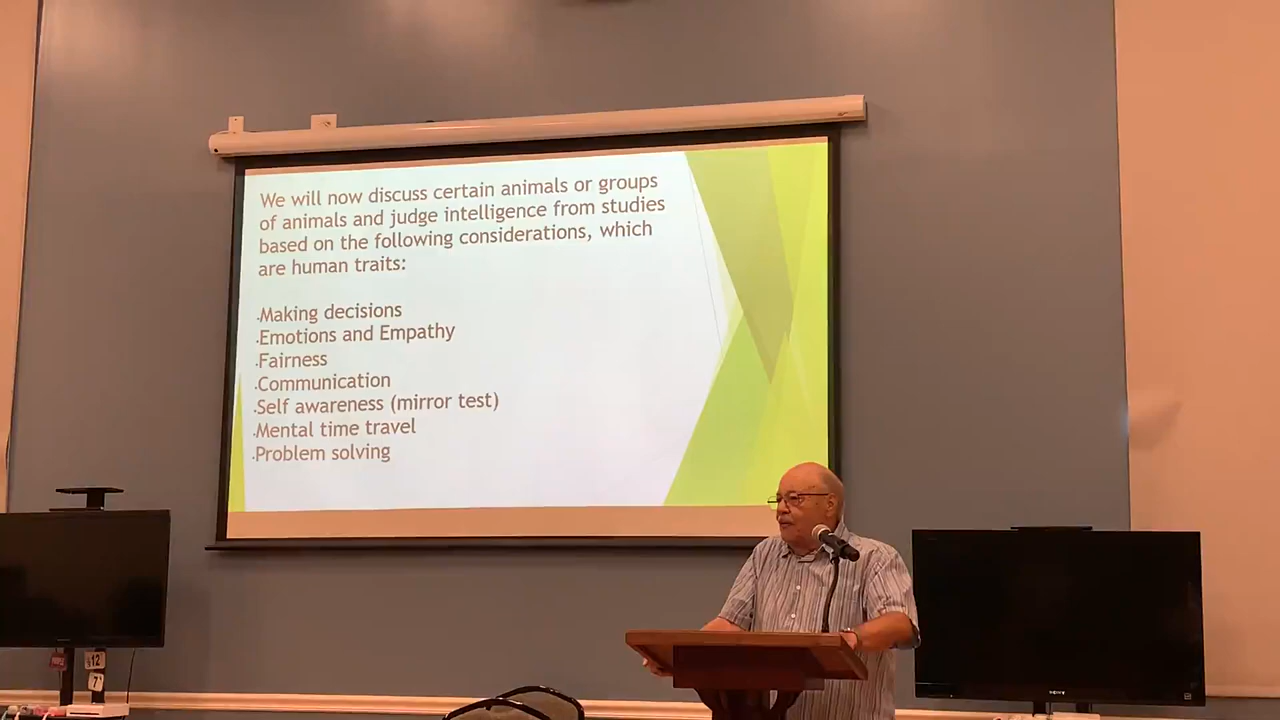 We will now discuss certain animals or groups
of animals and judge intelligence from studies
based on the following considerations, which
are human traits:
.Making decisions
.Emotions and Empathy
.Fairness
.Communication
.Self awareness (mirror test)
.Mental time travel
.Problem solving
12
7